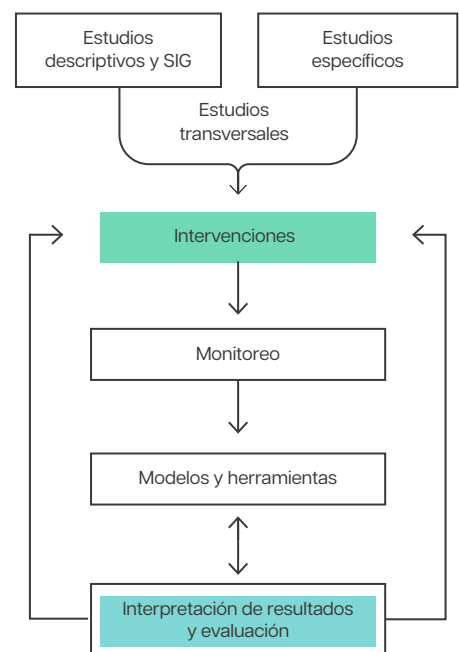 Estudios
descriptivos y SIG
Estudios
específicos
Estudios
transversales
Intervenciones
Monitoreo
Modelos y herramientas
Interpretación de resultados
y evaluación